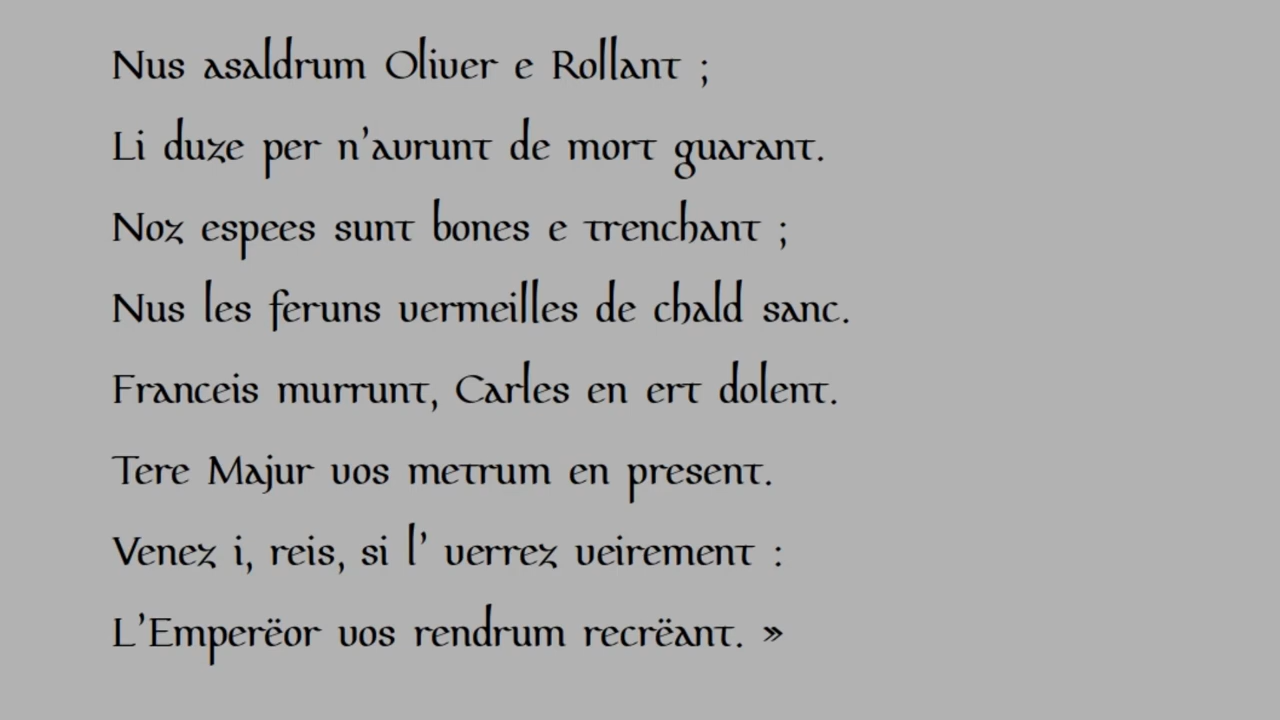 Nus asaldrum Oliver e Rollant ;
Li duze per n’aurunt de mort guarant.
Noz espees sunt bones e trenchant ;
Nus les feruns vermeilles de chald sanc.
Franceis murrunt, Carles en ert dolent.
Tere Majur vos metrum en present.
Venez i, reis, si l’ verrez veirement :
L’Emperëor vos rendrum recrëant. »